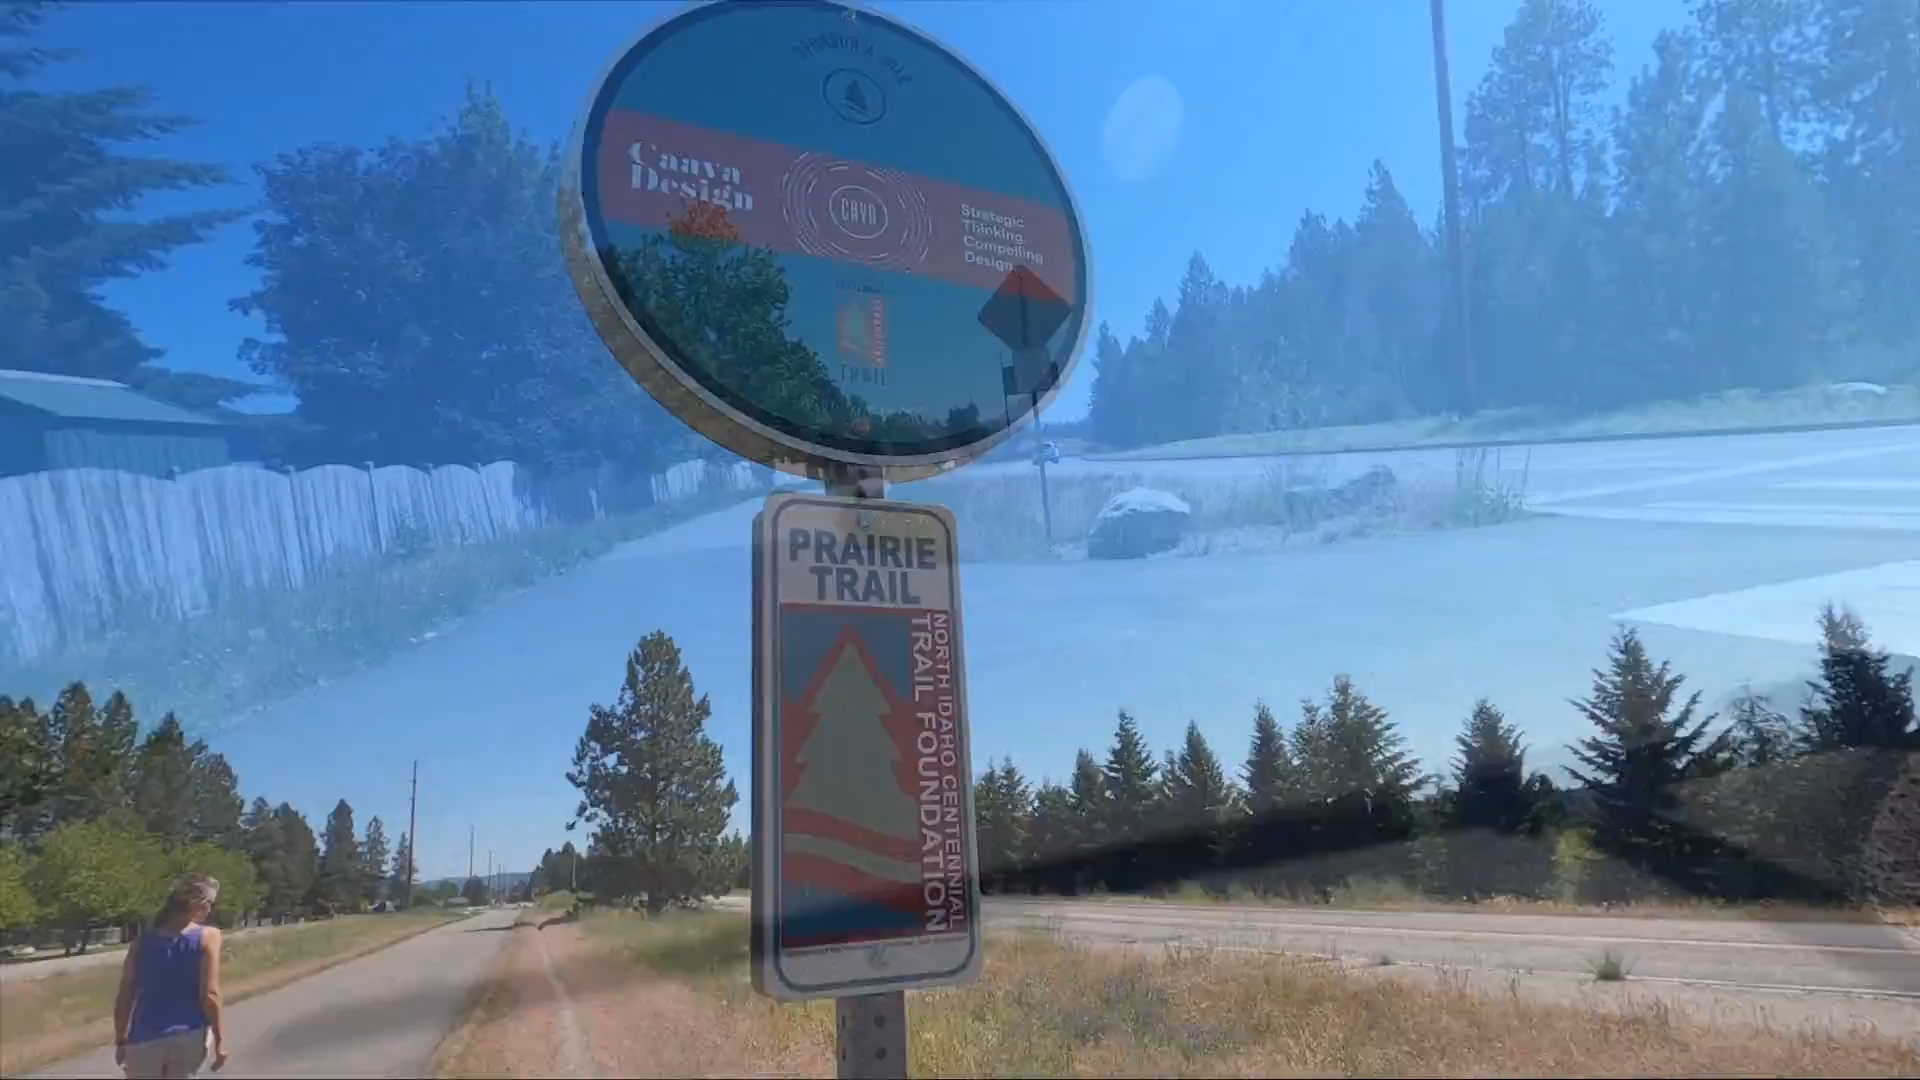 Caava
Design
CAVA
Strategic
Thinking.
Compelling
Design.
TRAIL
PRAIRIE
TRAIL
NORTH IDAHO CENTENNIAL
TRAIL FOUNDATION